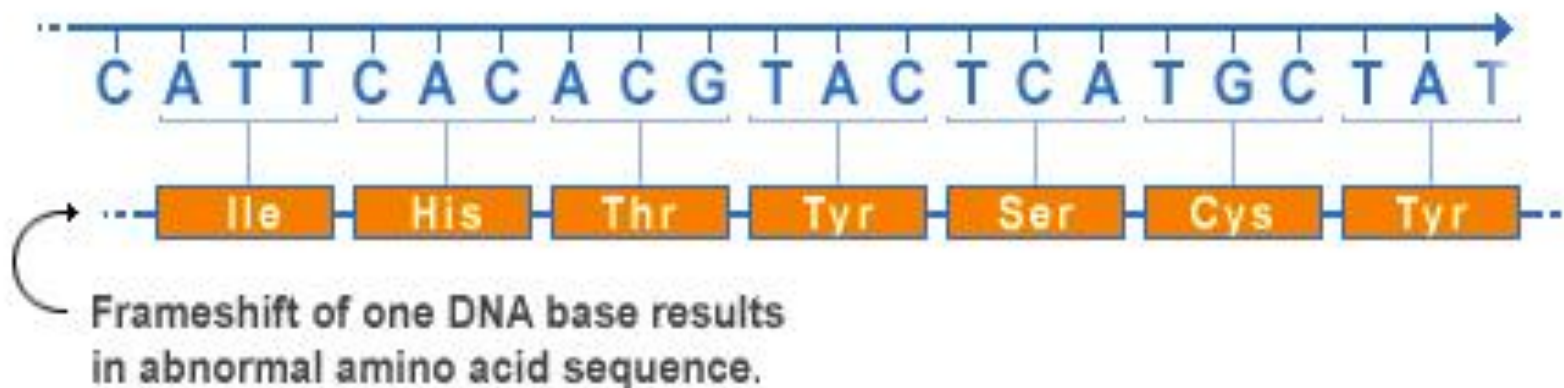 C A T T C A C A C G T A C T C A T G C T A T
Ile His Thr Tyr Ser Cys Tyr
Frameshift of one DNA base results
in abnormal amino acid sequence.